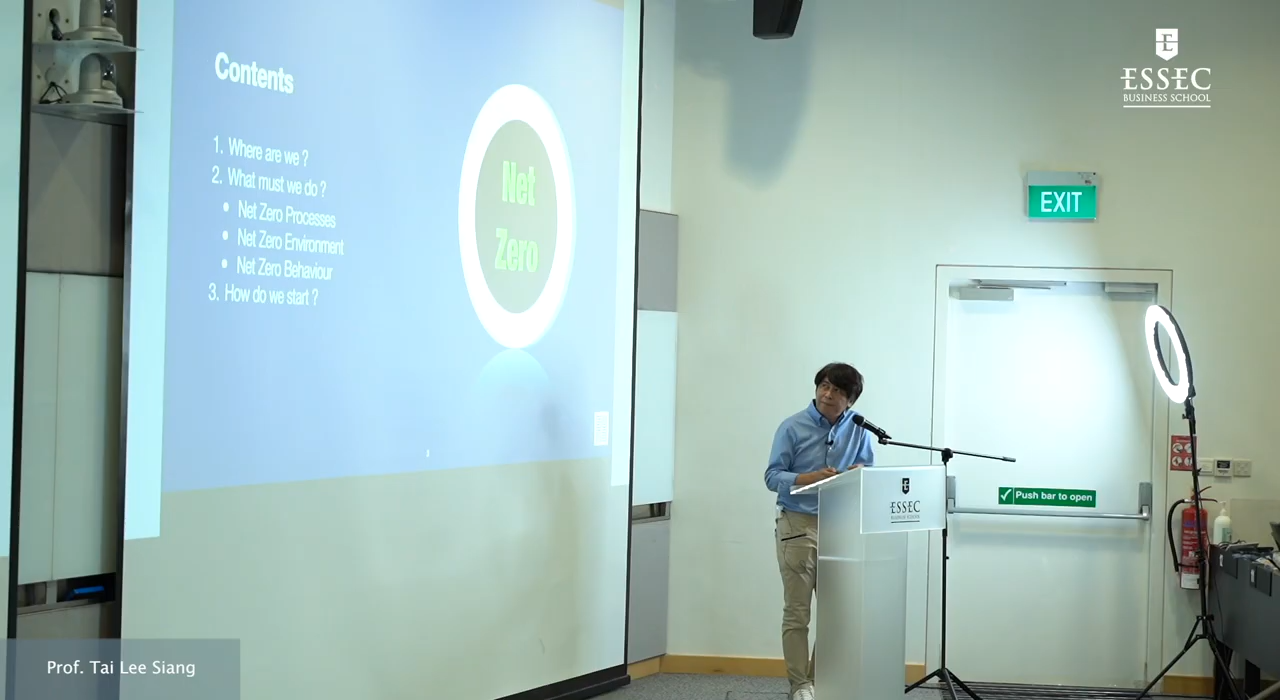 Contents
1. Where are we ?
2. What must we do ?
• Net Zero Processes
• Net Zero Environment
• Net Zero Behaviour
3. How do we start ?
Net
Zero
E
ESSEC
BUSINESS SCHOOL
EXIT
Push bar to open
ESSEC
BUSINESS SCHOOL
Prof. Tai Lee Siang